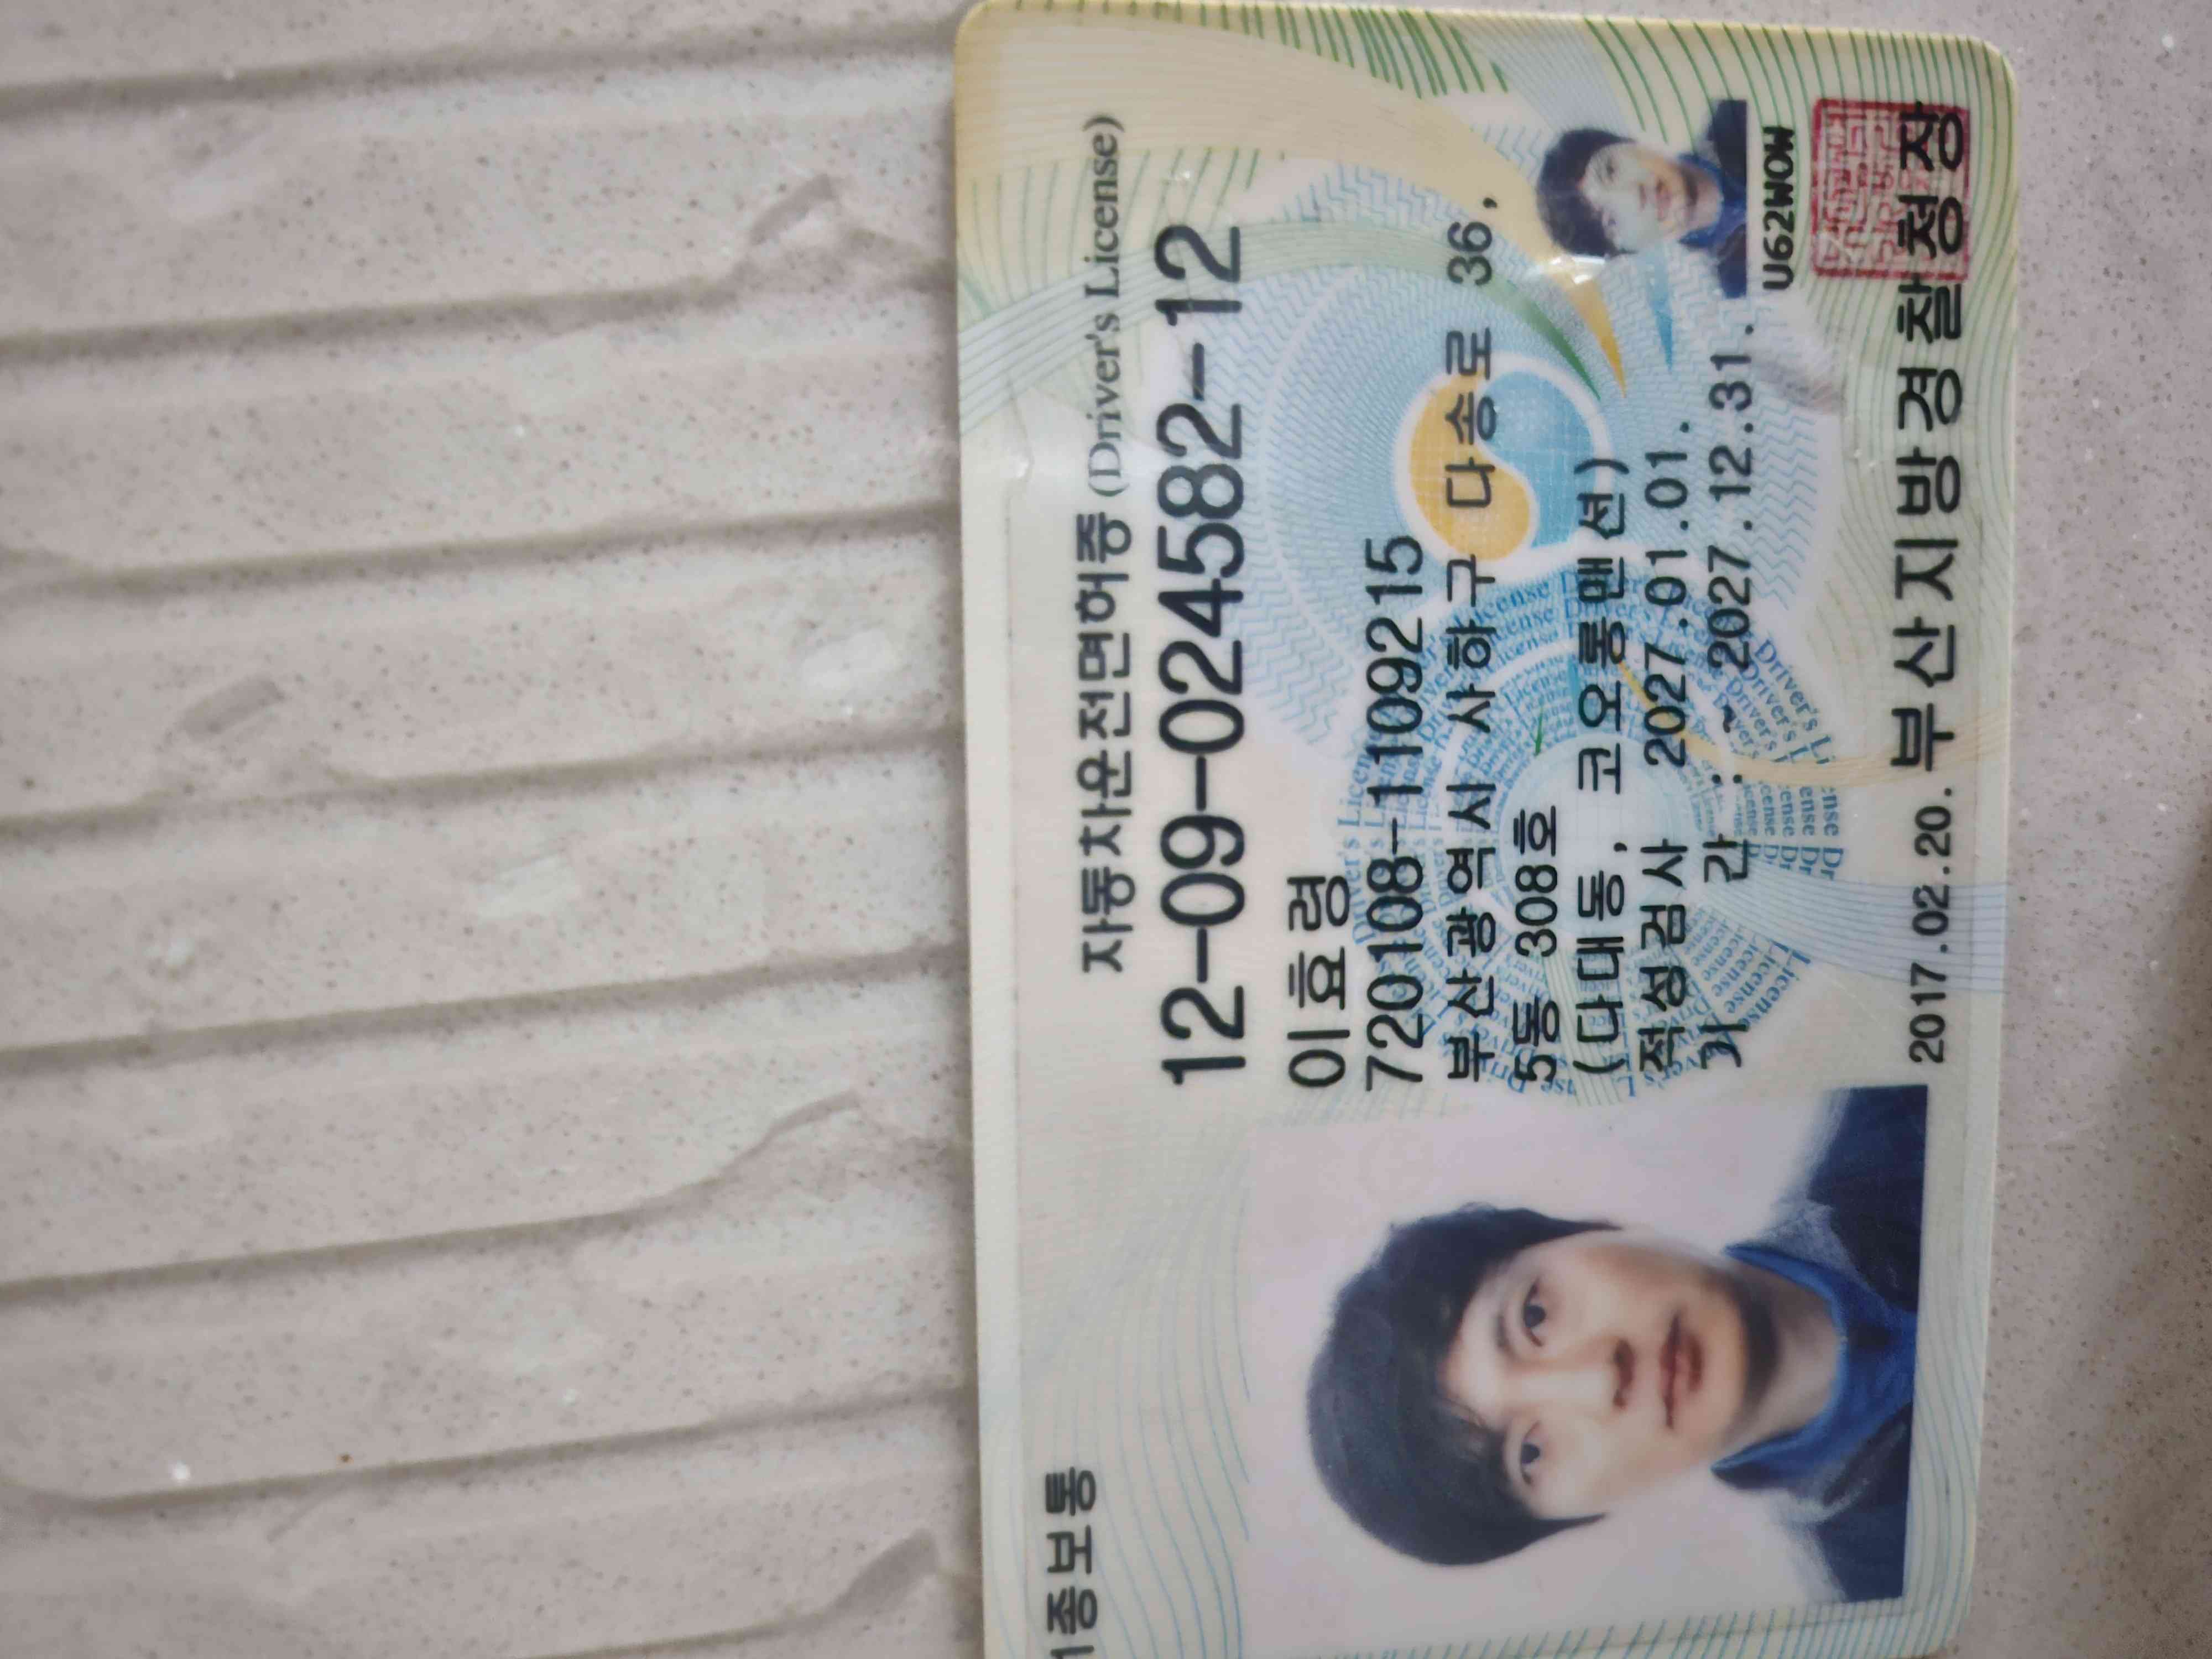 1종보통
자동차운전면허증 (Driver's License)
12-09-024582-12
이효령
720108-1109215
부산광역시 사하구 다송로 36,
5동 308호
(다대동, 코오롱맨션)
적성검사 2027.01.01.
기 간 : ~ 2027.12.31.
U62WOW
2017.02.20. 부산지방경찰청장